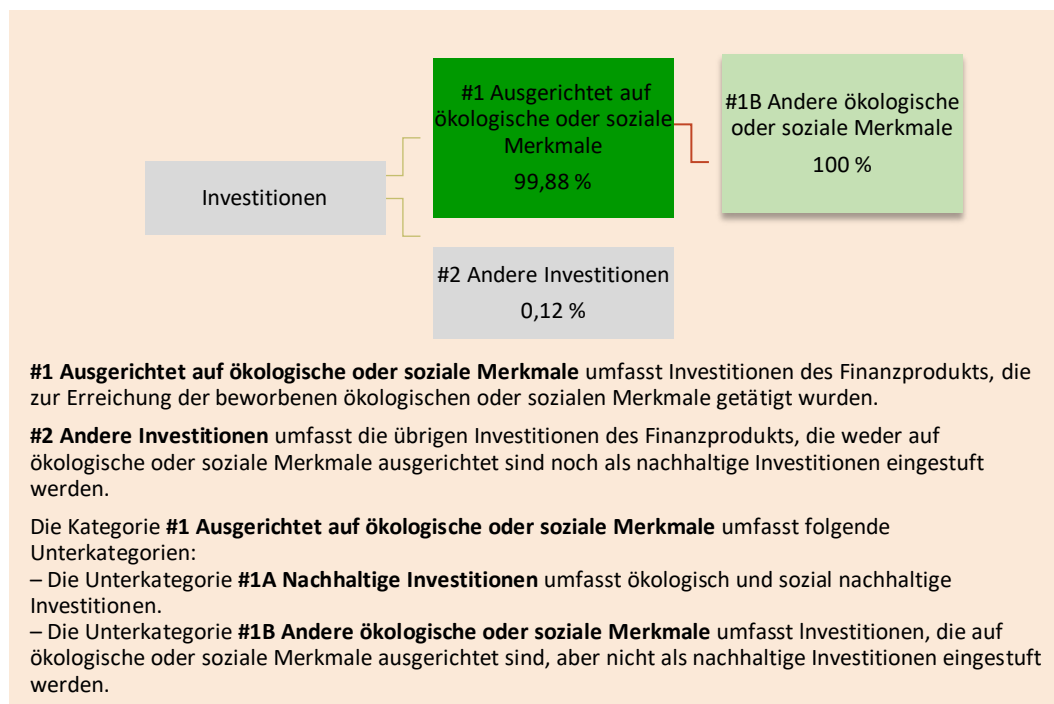 #1 Ausgerichtet auf
ökologische oder soziale
Merkmale
99,88 %
#1B Andere ökologische
oder soziale Merkmale
100 %
Investitionen
#2 Andere Investitionen
0,12 %
#1 Ausgerichtet auf ökologische oder soziale Merkmale umfasst Investitionen des Finanzprodukts, die
zur Erreichung der beworbenen ökologischen oder sozialen Merkmale getätigt wurden.
#2 Andere Investitionen umfasst die übrigen Investitionen des Finanzprodukts, die weder auf
ökologische oder soziale Merkmale ausgerichtet sind noch als nachhaltige Investitionen eingestuft
werden.
Die Kategorie #1 Ausgerichtet auf ökologische oder soziale Merkmale umfasst folgende
Unterkategorien:
– Die Unterkategorie #1A Nachhaltige Investitionen umfasst ökologisch und sozial nachhaltige
Investitionen.
– Die Unterkategorie #1B Andere ökologische oder soziale Merkmale umfasst Investitionen, die auf
ökologische oder soziale Merkmale ausgerichtet sind, aber nicht als nachhaltige Investitionen eingestuft
werden.